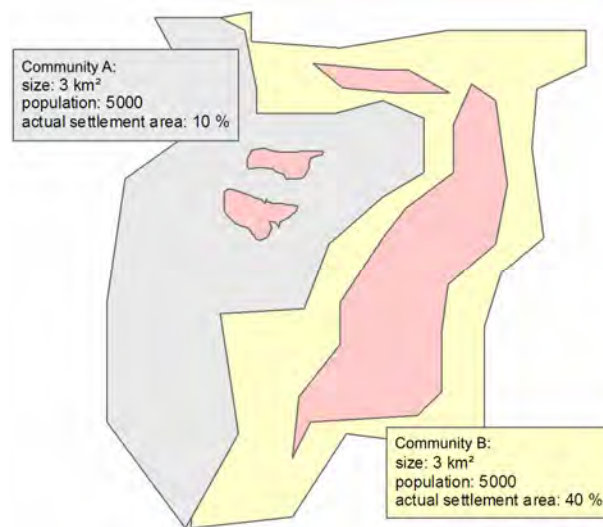 Community A:
size: 3 km²
population: 5000
actual settlement area: 10 %
Community B:
size: 3 km²
population: 5000
actual settlement area: 40 %